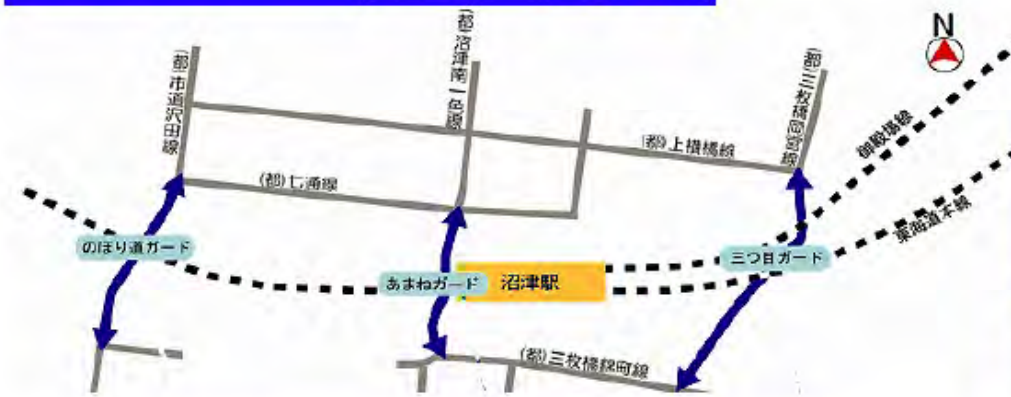 N
(都)市道沢田線
(都)沼津南一色線
(都)三枚橋岡宮線
(都)上横橋線
御殿場線
(都)七通線
東海道本線
のぼり道ガード
三つ目ガード
あまねガード
沼津駅
(都)三枚橋錦町線